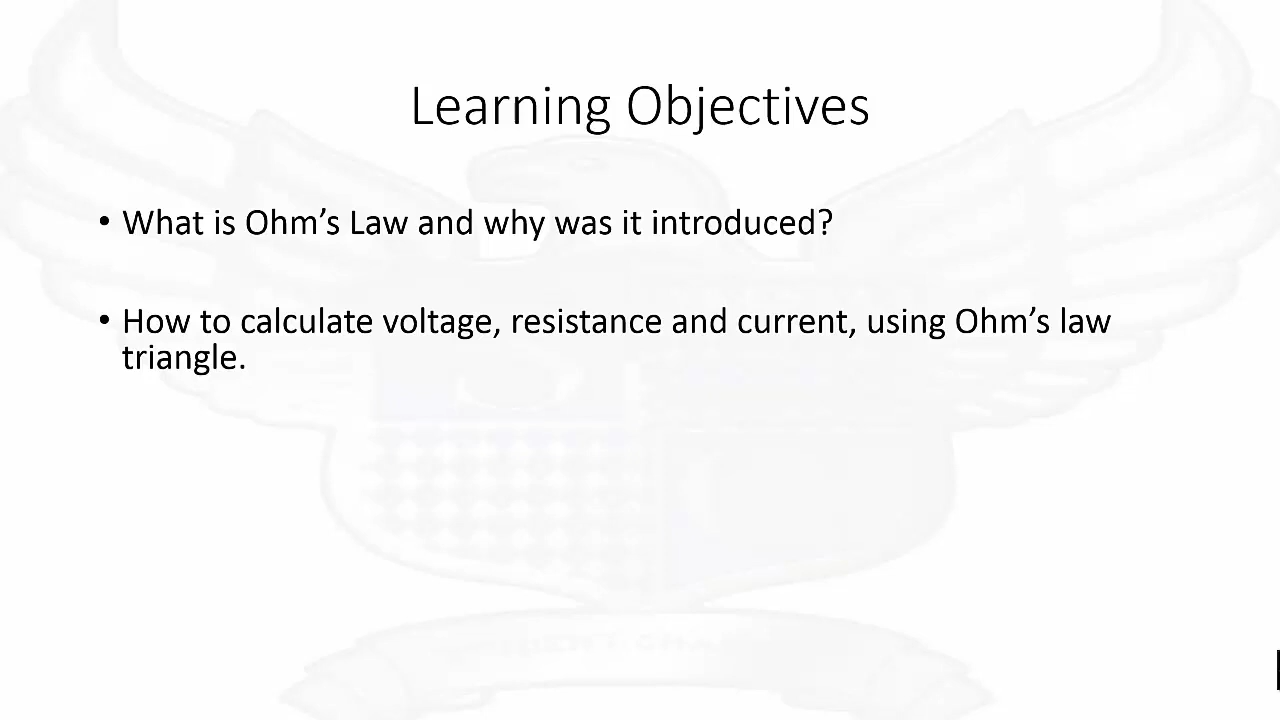 Learning Objectives
• What is Ohm’s Law and why was it introduced?
• How to calculate voltage, resistance and current, using Ohm’s law
triangle.